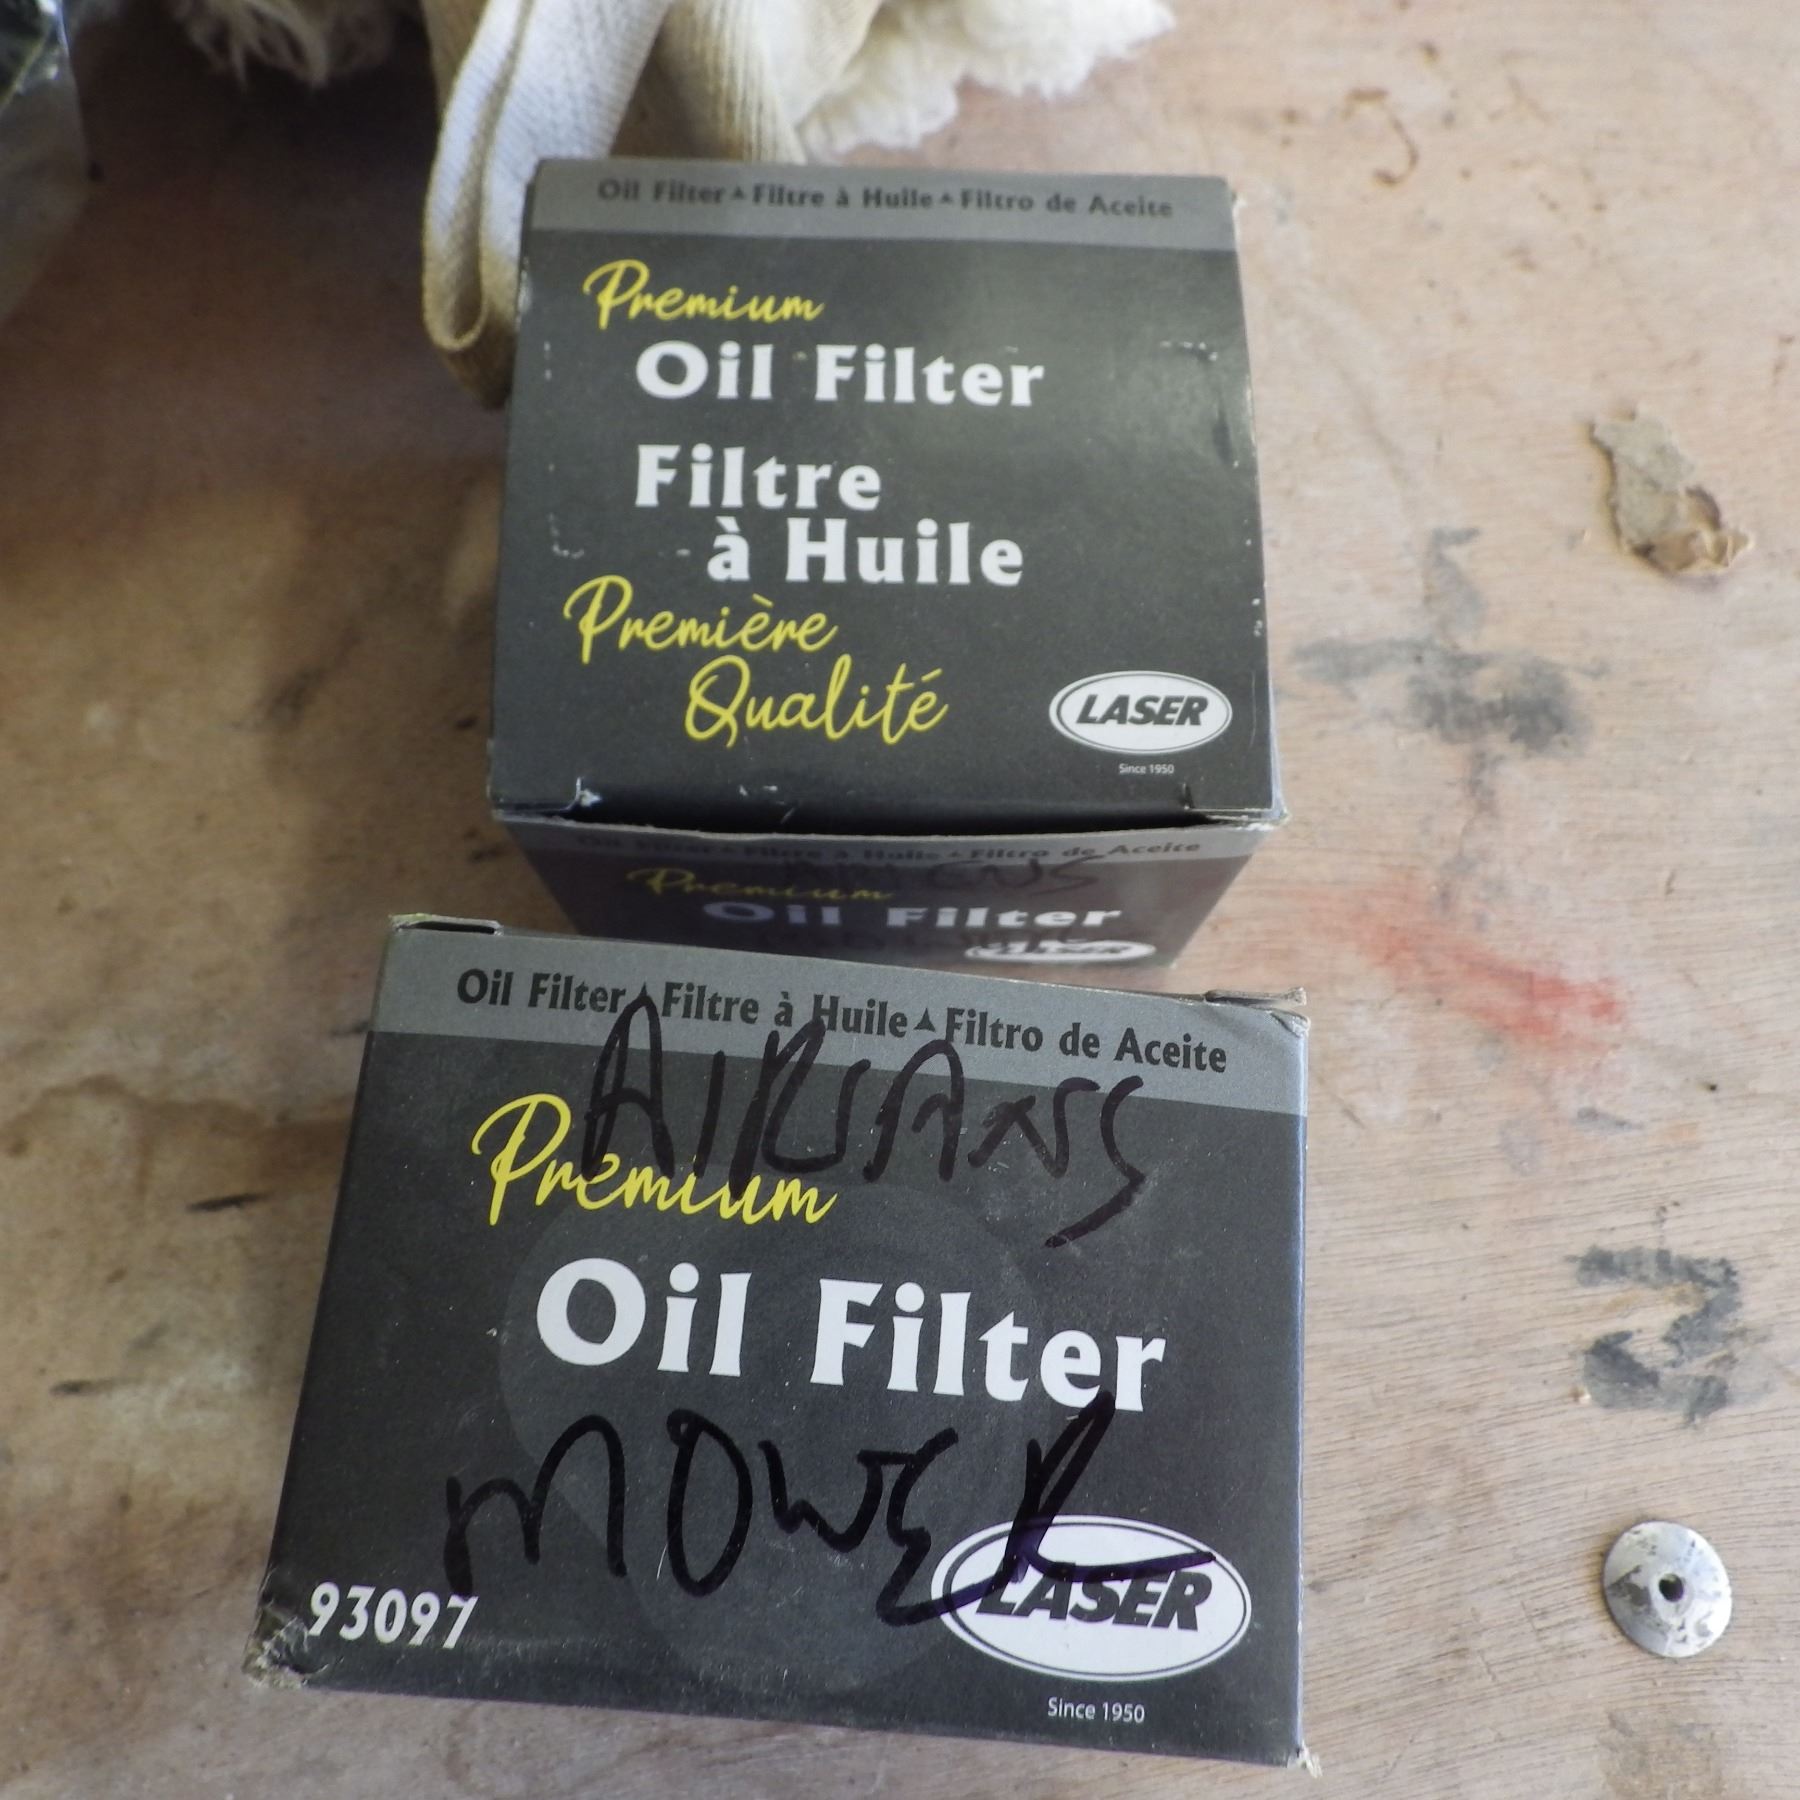 Oil Filter ▲ Filtre à Huile ▲ Filtro de Aceite
Premium
Oil Filter
Filtre
à Huile
Première
Qualité
LASER
Since 1950
Oil Filter ▲ Filtre à Huile ▲ Filtro de Aceite
Premium
Oil Filter
Oil Filter ▲ Filtre à Huile ▲ Filtro de Aceite
Premium
Oil Filter
MOWER
93097
LASER
Since 1950